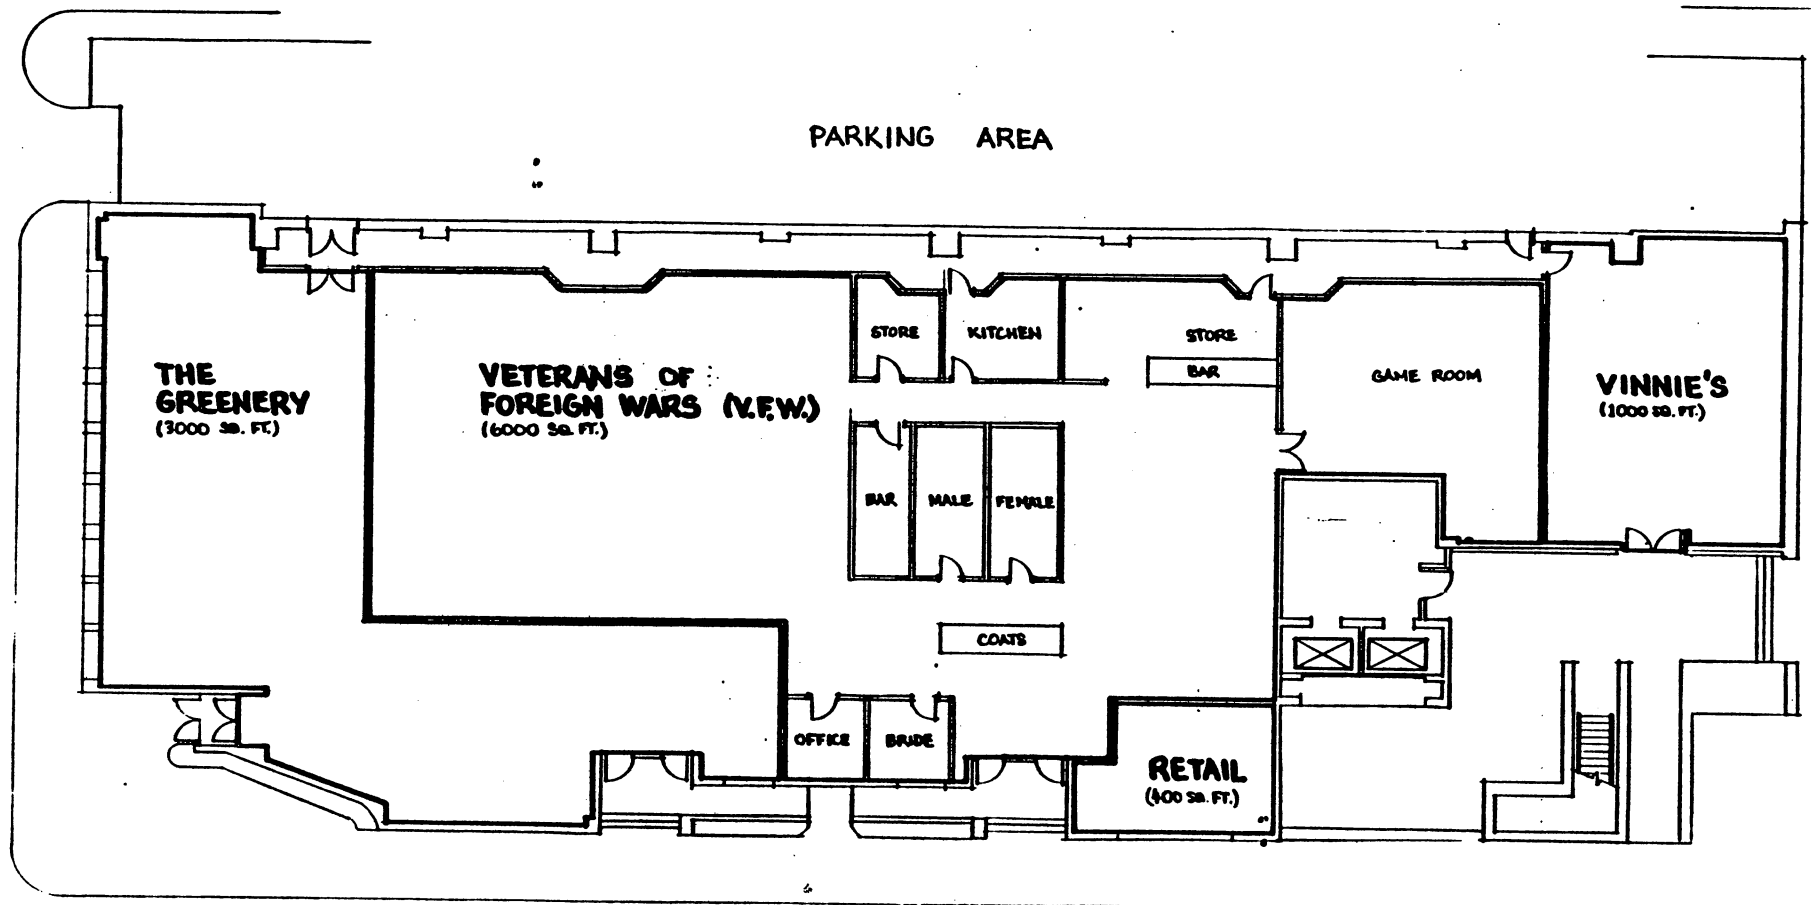 PARKING AREA
THE
GREENERY
(3000 SQ. FT.)
VETERANS OF
FOREIGN WARS (V.F.W.)
(6000 SQ. FT.)
STORE
KITCHEN
STORE
BAR
GAME ROOM
VINNIE'S
(1000 SQ. FT.)
BAR
MALE
FEMALE
COATS
OFFICE
BRIDE
RETAIL
(400 SQ. FT.)